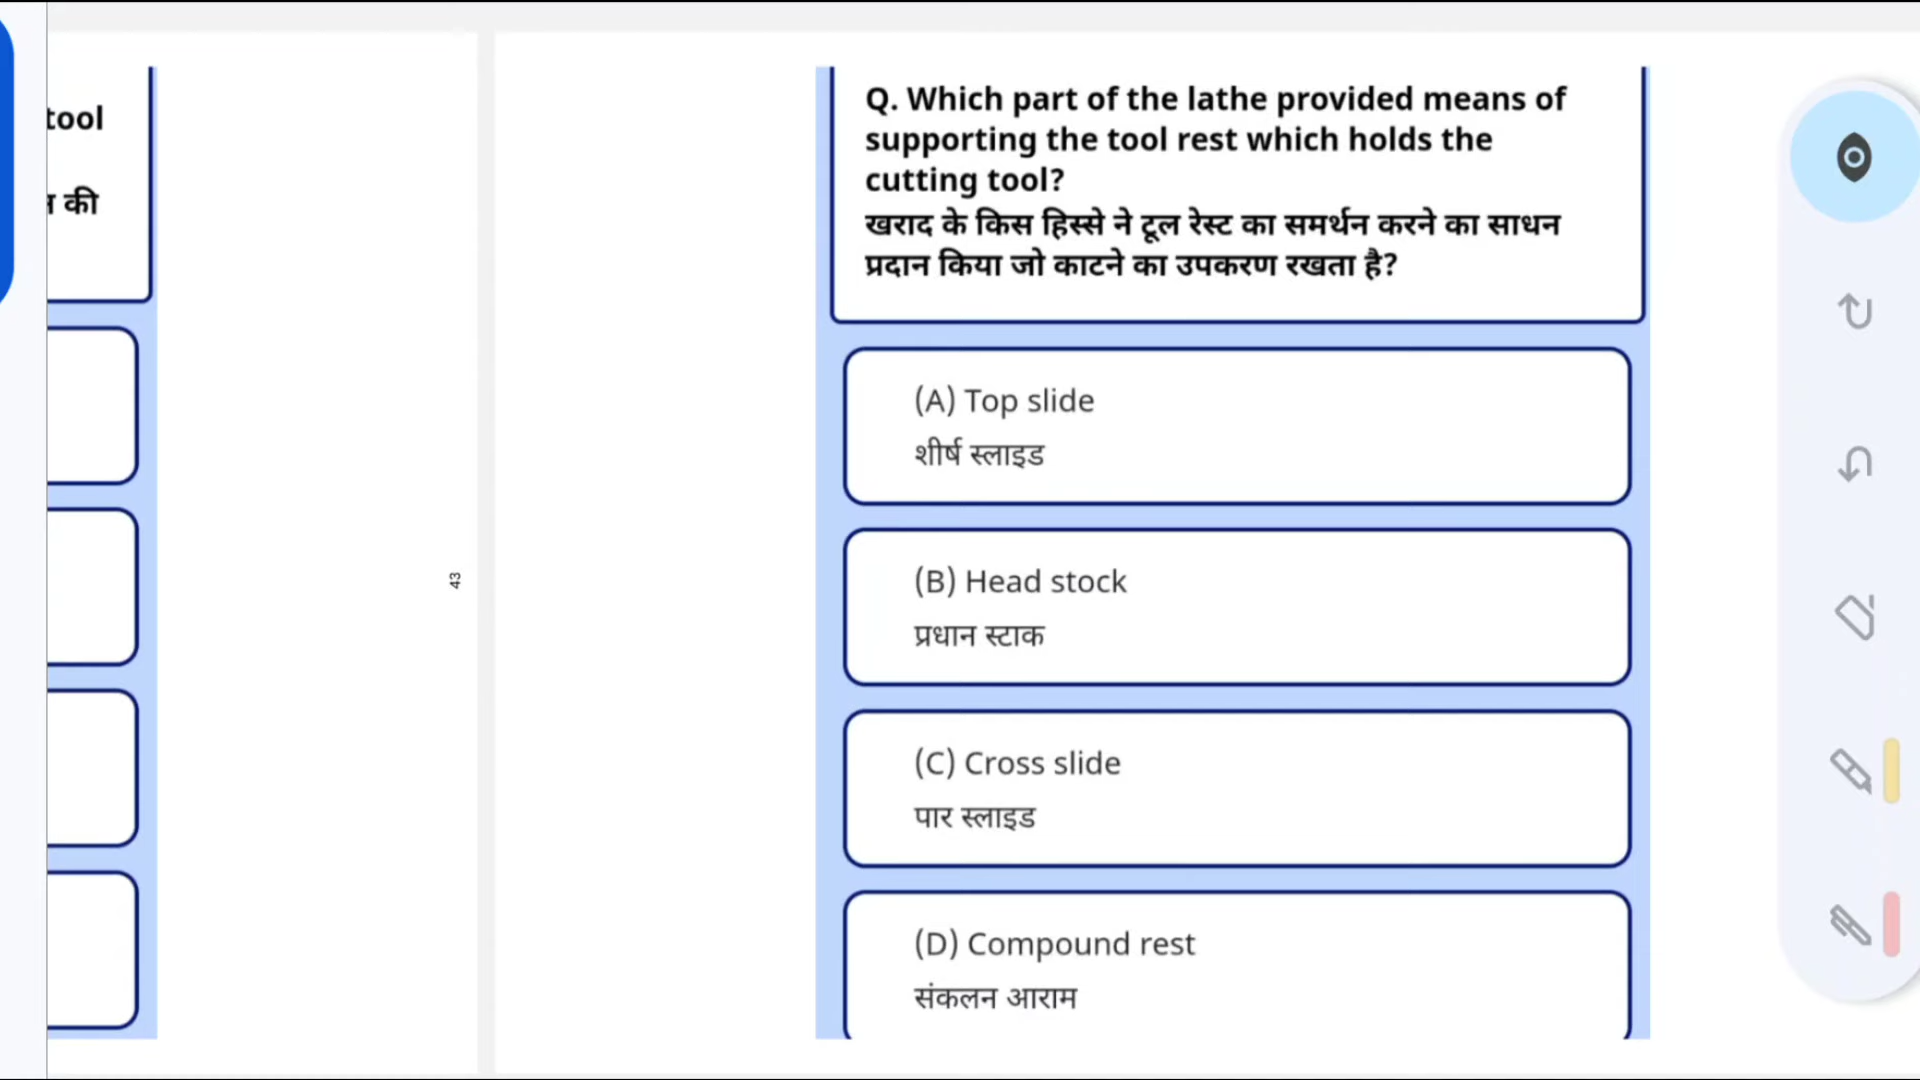 tool
की
43
Q. Which part of the lathe provided means of
supporting the tool rest which holds the
cutting tool?
खराद के किस हिस्से ने टूल रेस्ट का समर्थन करने का साधन
प्रदान किया जो काटने का उपकरण रखता है?
(A) Top slide
शीर्ष स्लाइड
(B) Head stock
प्रधान स्टाक
(C) Cross slide
पार स्लाइड
(D) Compound rest
संकलन आराम